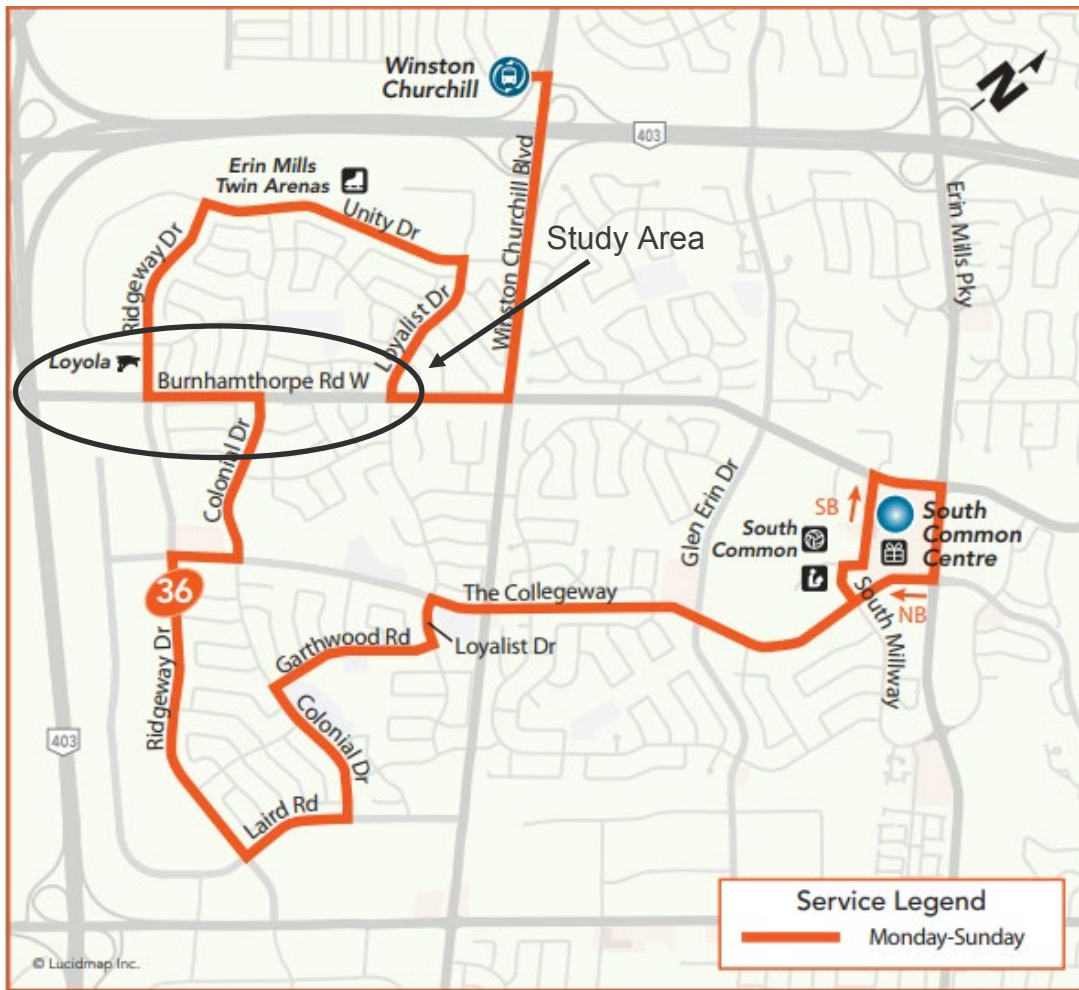 Winston
Churchill
N
403
Erin Mills
Twin Arenas
Unity Dr
Winston Churchill Blvd
Erin Mills Pky
Study Area
Ridgeway Dr
Loyalist Dr
Loyola
Burnhamthorpe Rd W
Colonial Dr
Glen Erin Dr
SB
South
Common
South
Common
Centre
36
The Collegeway
NB
South Millway
Garthwood Rd
Loyalist Dr
Ridgeway Dr
Colonial Dr
403
Laird Rd
Service Legend
Monday-Sunday
© Lucidmap Inc.